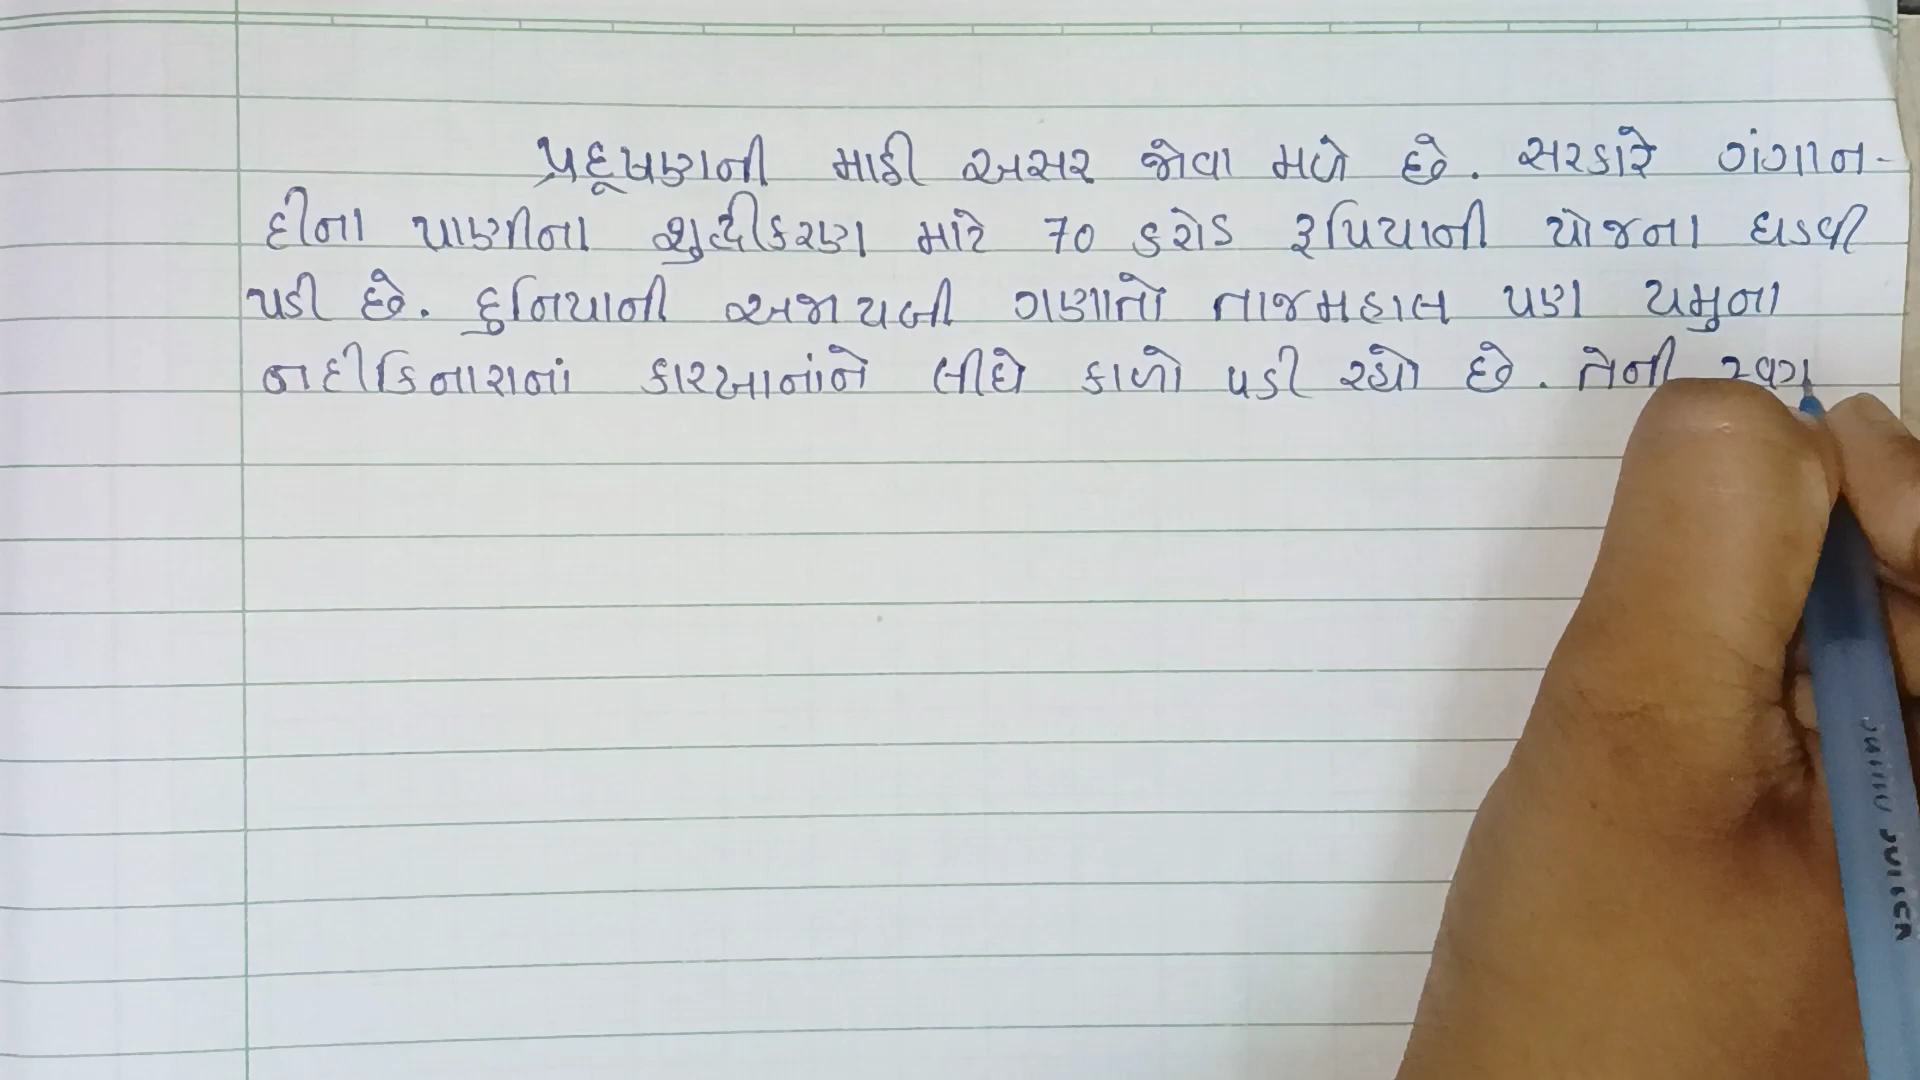 પ્રદૂષણની માઠી અસર જોવા મળે છે. સરકારે ગંગાન-
દીના પાણીના શુદ્ધીકરણ માટે 70 કરોડ રૂપિયાની યોજના ઘડવી
પડી છે. દુનિયાની અજાયબી ગણાતો તાજમહાલ પણ યમુના
નદીકિનારાનાં કારખાનાંને લીધે કાળો પડી રહ્યો છે. તેની